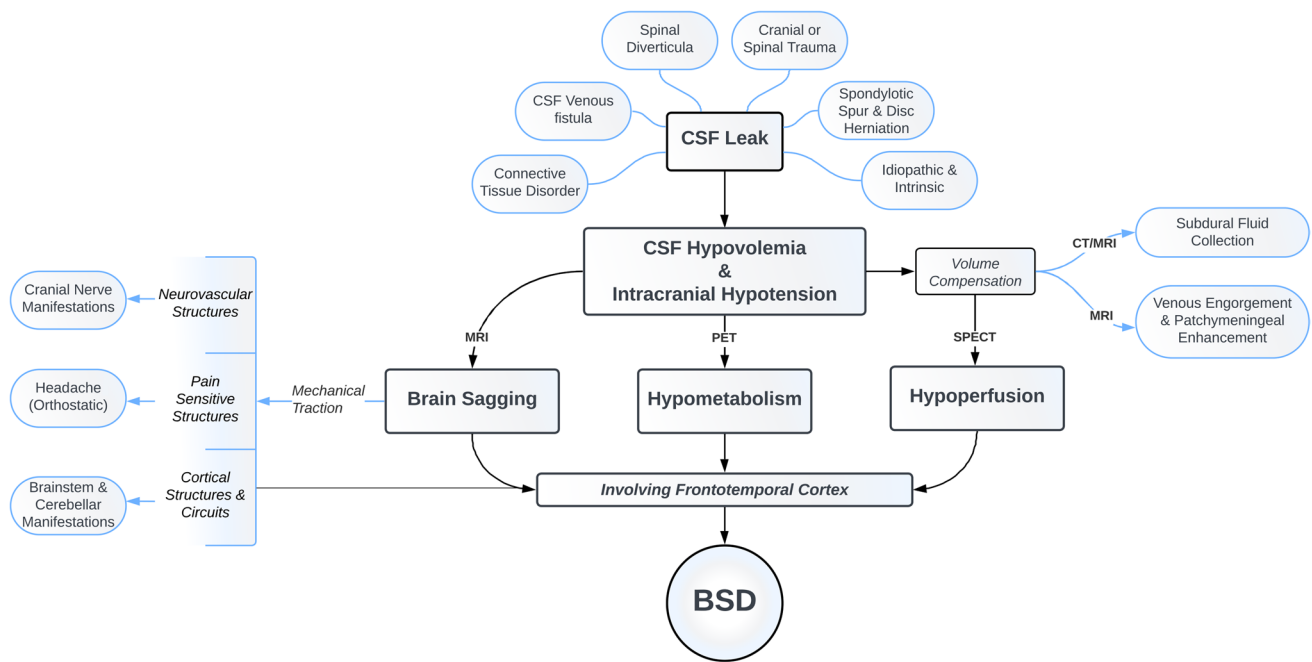 Spinal
Diverticula
Cranial or
Spinal Trauma
CSF Venous
fistula
Spondylotic
Spur & Disc
Herniation
CSF Leak
Connective
Tissue Disorder
Idiopathic &
Intrinsic
CSF Hypovolemia
&
Intracranial Hypotension
Volume
Compensation
CT/MRI
Subdural Fluid
Collection
MRI
Venous Engorgement
& Patchymeningeal
Enhancement
Cranial Nerve
Manifestations
Neurovascular
Structures
MRI
PET
SPECT
Headache
(Orthostatic)
Pain
Sensitive
Structures
Mechanical
Traction
Brain Sagging
Hypometabolism
Hypoperfusion
Brainstem &
Cerebellar
Manifestations
Cortical
Structures &
Circuits
Involving Frontotemporal Cortex
BSD